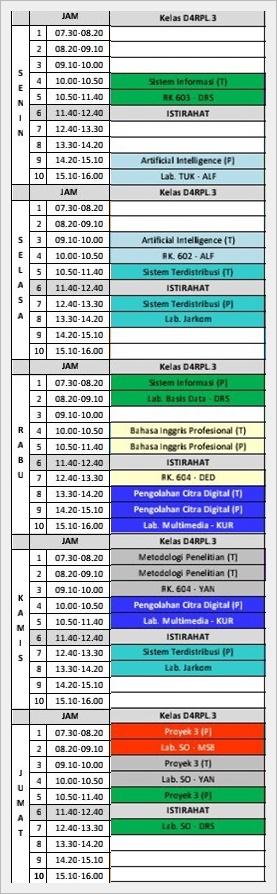 JAM Kelas D4RPL.3
SENIN
1 07.30-08.20
2 08.20-09.10
3 09.10-10.00
4 10.00-10.50 Sistem Informasi (T)
5 10.50-11.40 RK 603 - DRS
6 11.40-12.40 ISTIRAHAT
7 12.40-13.30
8 13.30-14.20
9 14.20-15.10 Artificial Intelligence (P)
10 15.10-16.00 Lab. TUK - ALF
JAM Kelas D4RPL.3
SELASA
1 07.30-08.20
2 08.20-09.10
3 09.10-10.00 Artificial Intelligence (T)
4 10.00-10.50 RK. 602 - ALF
5 10.50-11.40 Sistem Terdistribusi (T)
6 11.40-12.40 ISTIRAHAT
7 12.40-13.30 Sistem Terdistribusi (P)
8 13.30-14.20 Lab. Jarkom
9 14.20-15.10
10 15.10-16.00
JAM Kelas D4RPL.3
RABU
1 07.30-08.20 Sistem Informasi (P)
2 08.20-09.10 Lab. Basis Data - DRS
3 09.10-10.00
4 10.00-10.50 Bahasa Inggris Profesional (T)
5 10.50-11.40 Bahasa Inggris Profesional (P)
6 11.40-12.40 ISTIRAHAT
7 12.40-13.30 RK. 604 - DED
8 13.30-14.20 Pengolahan Citra Digital (T)
9 14.20-15.10 Pengolahan Citra Digital (P)
10 15.10-16.00 Lab. Multimedia - KUR
JAM Kelas D4RPL.3
KAMIS
1 07.30-08.20 Metodologi Penelitian (T)
2 08.20-09.10 Metodologi Penelitian (T)
3 09.10-10.00 RK. 604 - YAN
4 10.00-10.50 Pengolahan Citra Digital (P)
5 10.50-11.40 Lab. Multimedia - KUR
6 11.40-12.40 ISTIRAHAT
7 12.40-13.30 Sistem Terdistribusi (P)
8 13.30-14.20 Lab. Jarkom
9 14.20-15.10
10 15.10-16.00
JAM Kelas D4RPL.3
JUMAT
1 07.30-08.20 Proyek 3 (P)
2 08.20-09.10 Lab. SO - MSB
3 09.10-10.00 Proyek 3 (T)
4 10.00-10.50 Lab. SO - YAN
5 10.50-11.40 Proyek 3 (P)
6 11.40-12.40 ISTIRAHAT
7 12.40-13.30 Lab. SO - DRS
8 13.30-14.20
9 14.20-15.10
10 15.10-16.00